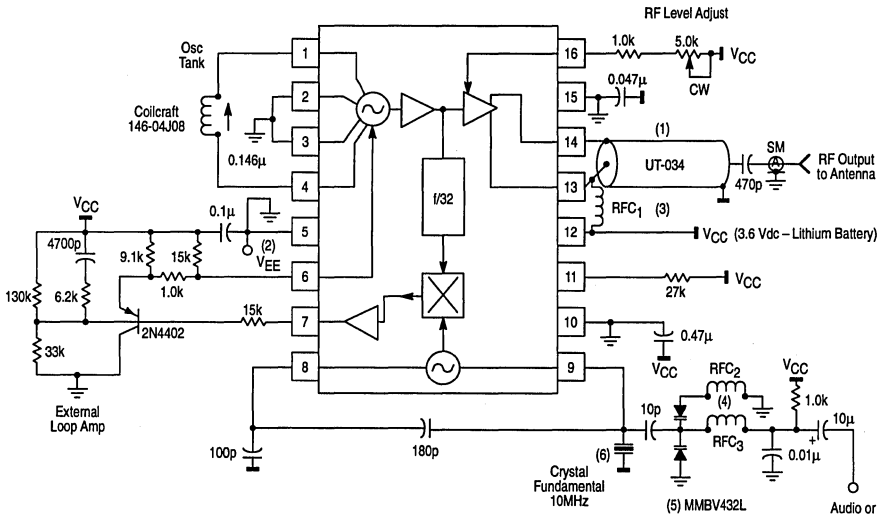 RF Level Adjust
Osc
Tank
1
16
1.0k
5.0k
VCC
CW
2
15
0.047µ
Coilcraft
146-04J08
0.146µ
3
14
(1)
UT-034
SM
A
470p
RF Output
to Antenna
4
13
RFC1
(3)
f/32
VCC
0.1µ
(2)
VEE
5
12
VCC (3.6 Vdc – Lithium Battery)
4700p
9.1k
15k
1.0k
6
11
27k
VCC
130k
6.2k
2N4402
15k
7
10
0.47µ
VCC
33k
External
Loop Amp
8
9
100p
180p
(6)
Crystal
Fundamental
10MHz
10p
RFC2
(4)
RFC3
VCC
1.0k
10µ
+
0.01µ
(5) MMBV432L
Audio or